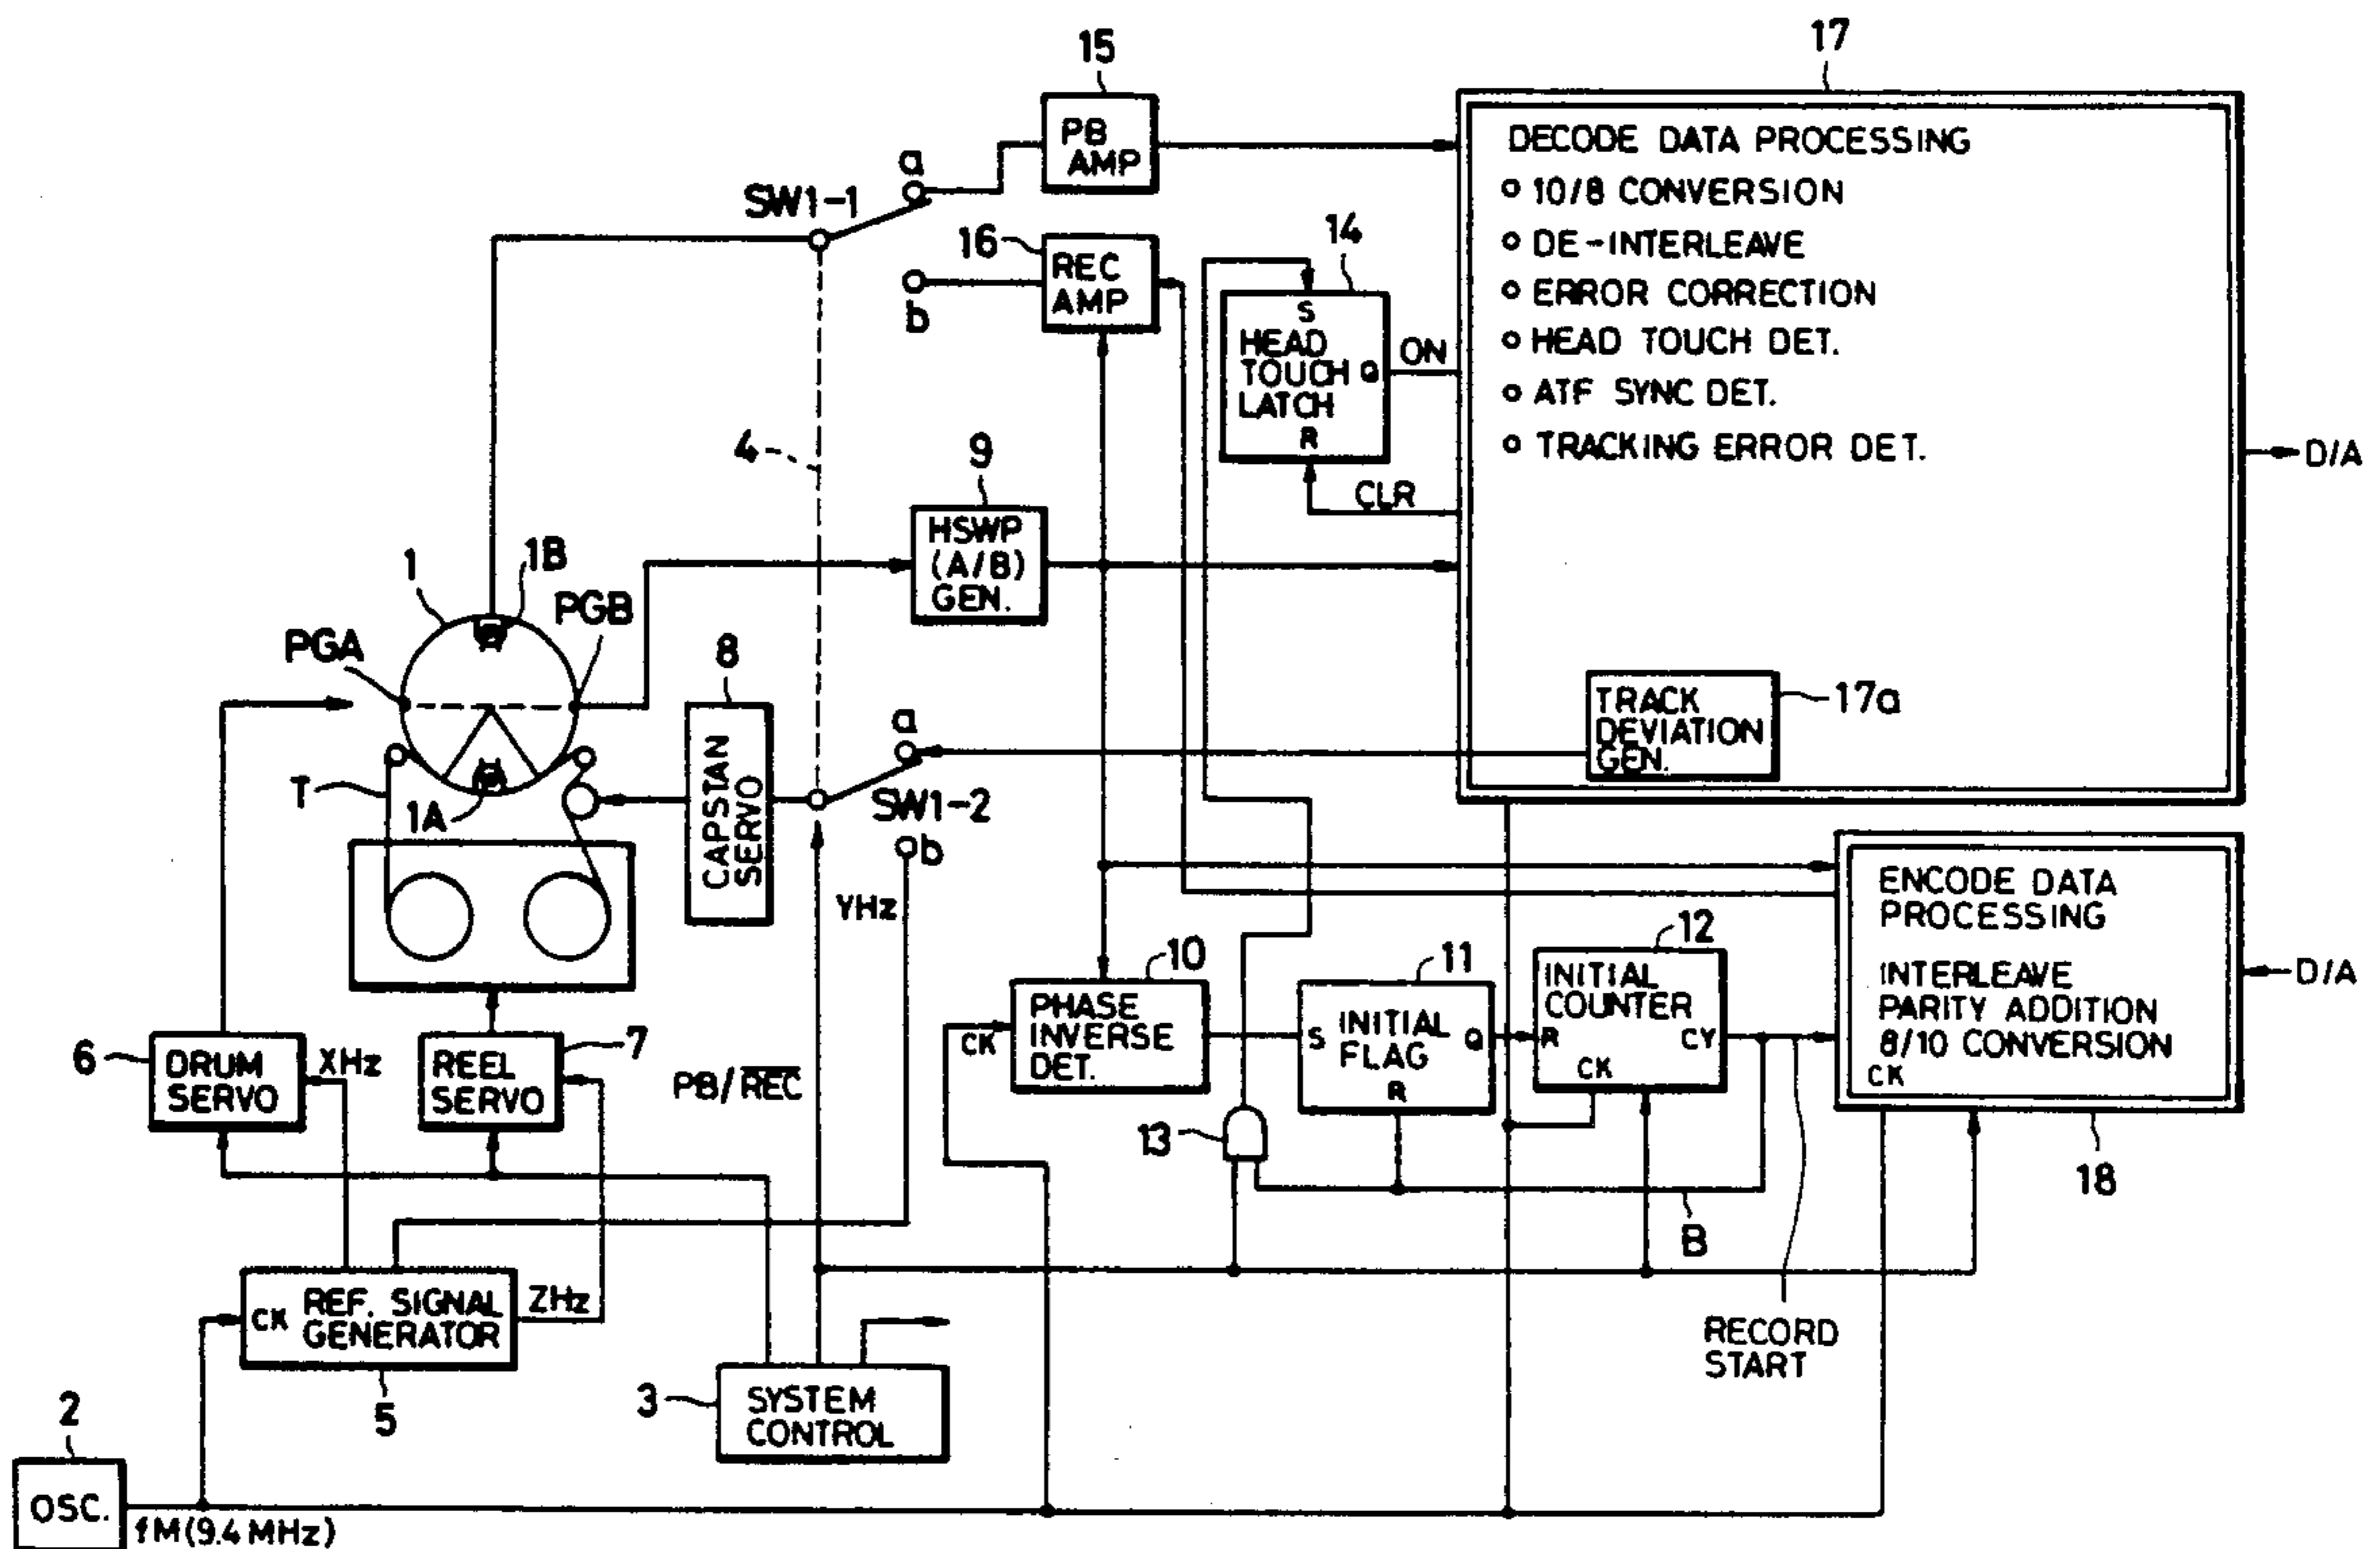 17
15
PB
AMP
DECODE DATA PROCESSING
10/8 CONVERSION
DE-INTERLEAVE
ERROR CORRECTION
HEAD TOUCH DET.
ATF SYNC DET.
TRACKING ERROR DET.
D/A
a
SW1-1
16
REC
AMP
b
14
S
HEAD
TOUCH Q
LATCH
R
ON
CLR
4
9
HSWP
(A/B)
GEN.
1
1B
PGB
PGA
8
CAPSTAN
SERVO
a
TRACK
DEVIATION
GEN.
17a
T
1A
SW1-2
b
YHz
ENCODE DATA
PROCESSING
INTERLEAVE
PARITY ADDITION
8/10 CONVERSION
CK
D/A
18
10
CK
PHASE
INVERSE
DET.
11
S INITIAL Q
FLAG
R
12
INITIAL
COUNTER
R CY
CK
6
DRUM
SERVO
XHz
REEL
SERVO
7
PB/R̅E̅C̅
13
B
RECORD
START
CK REF. SIGNAL
GENERATOR
ZHz
5
3
SYSTEM
CONTROL
2
OSC.
fM(9.4MHz)